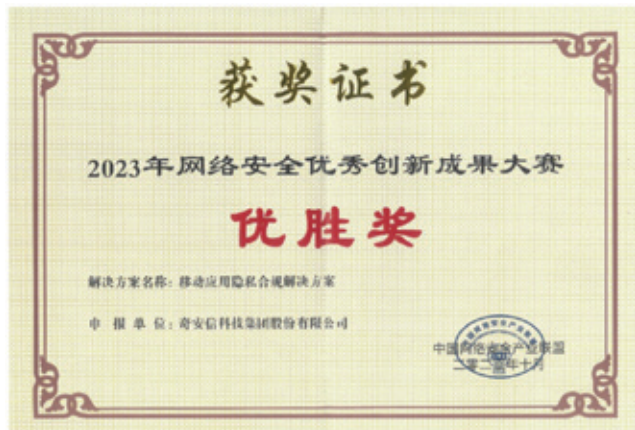 获奖证书
2023年网络安全优秀创新成果大赛
优胜奖
解决方案名称：移动应用隐私合规解决方案
申报单位：奇安信科技集团股份有限公司
中国网络安全产业联盟
二零二三年十月